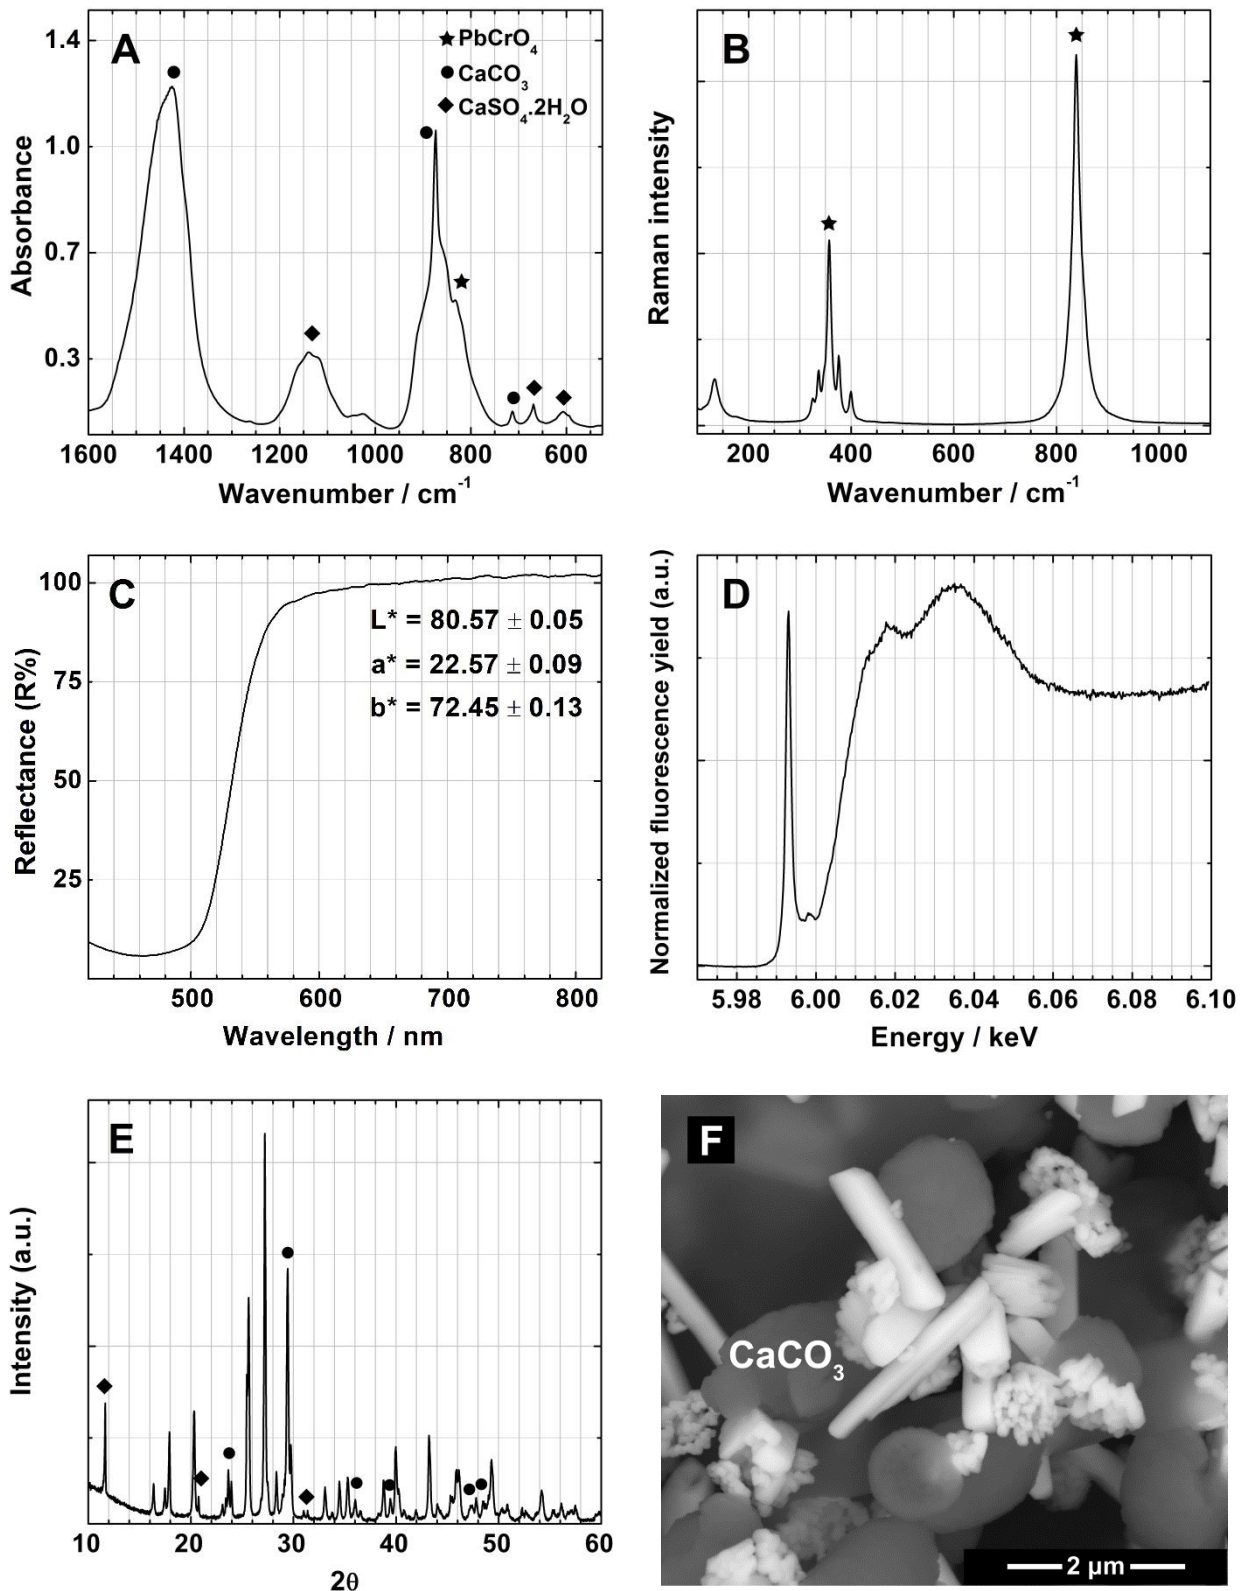 A
★ PbCrO₄
● CaCO₃
◆ CaSO₄.2H₂O
1.4
1.0
0.7
0.3
Absorbance
1600 1400 1200 1000 800 600
Wavenumber / cm⁻¹
B
Raman intensity
200 400 600 800 1000
Wavenumber / cm⁻¹
C
100
75
50
25
Reflectance (R%)
L* = 80.57 ± 0.05
a* = 22.57 ± 0.09
b* = 72.45 ± 0.13
500 600 700 800
Wavelength / nm
D
Normalized fluorescence yield (a.u.)
5.98 6.00 6.02 6.04 6.06 6.08 6.10
Energy / keV
E
Intensity (a.u.)
10 20 30 40 50 60
2θ
F
CaCO₃
2 µm